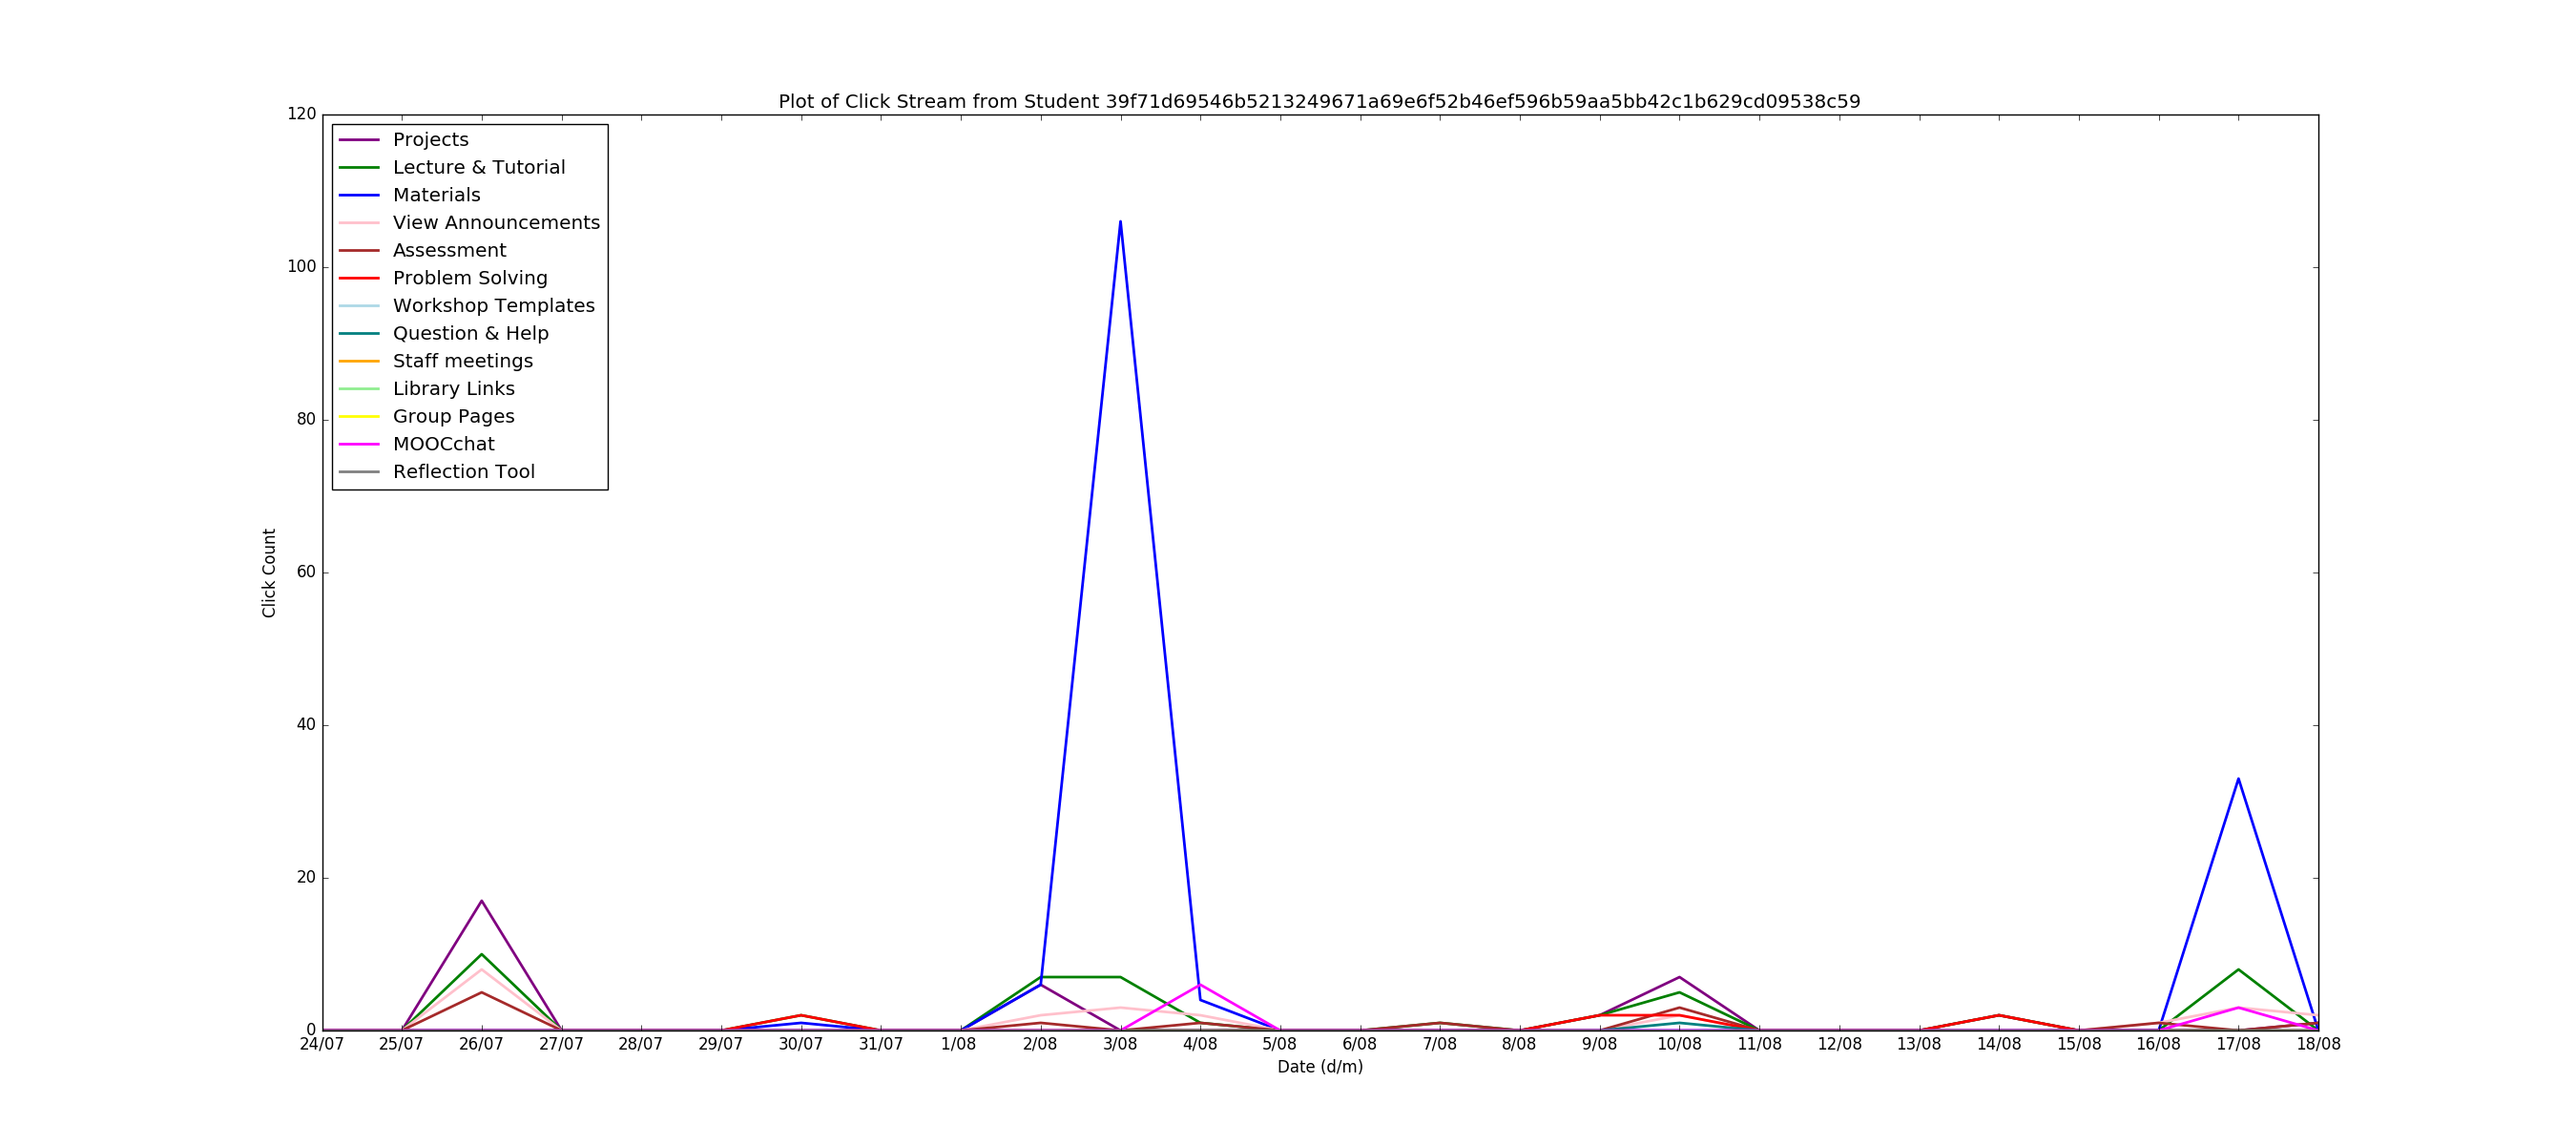 Plot of Click Stream from Student 39f71d69546b5213249671a69e6f52b46ef596b59aa5bb42c1b629cd09538c59
120
100
80
60
40
20
0
Click Count
Projects
Lecture & Tutorial
Materials
View Announcements
Assessment
Problem Solving
Workshop Templates
Question & Help
Staff meetings
Library Links
Group Pages
MOOCchat
Reflection Tool
24/07 25/07 26/07 27/07 28/07 29/07 30/07 31/07 1/08 2/08 3/08 4/08 5/08 6/08 7/08 8/08 9/08 10/08 11/08 12/08 13/08 14/08 15/08 16/08 17/08 18/08
Date (d/m)